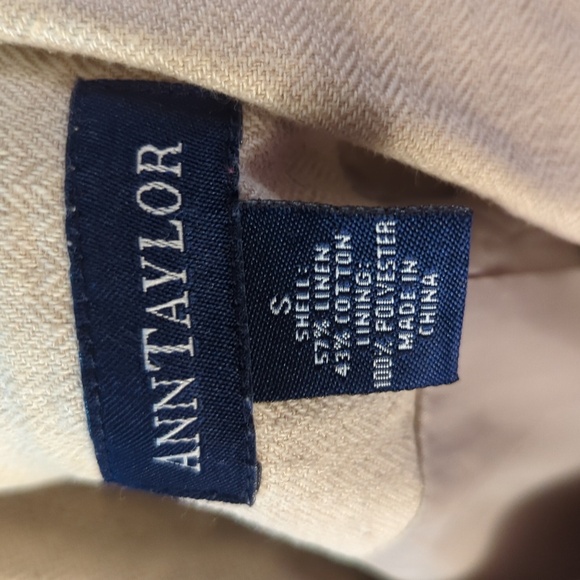 ANN TAYLOR
S
SHELL:
57% LINEN
43% COTTON
LINING:
100% POLYESTER
MADE IN
CHINA